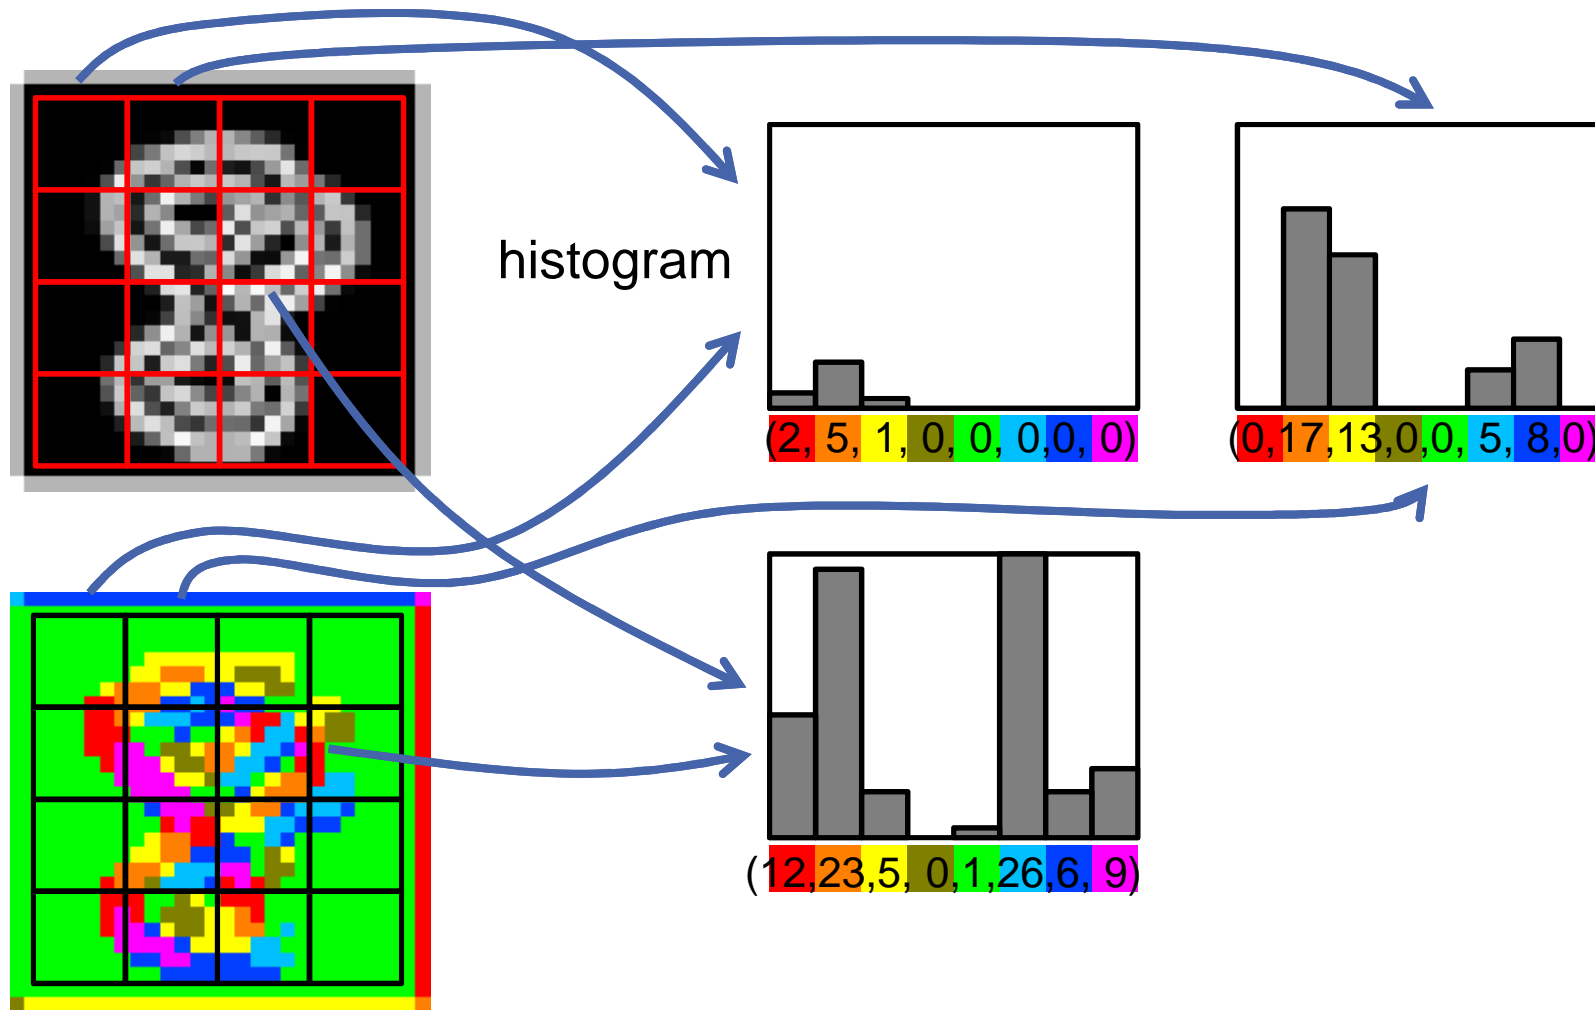 histogram
(2, 5, 1, 0, 0, 0,0, 0)
(0,17,13,0,0, 5, 8,0)
(12,23,5, 0,1,26,6, 9)